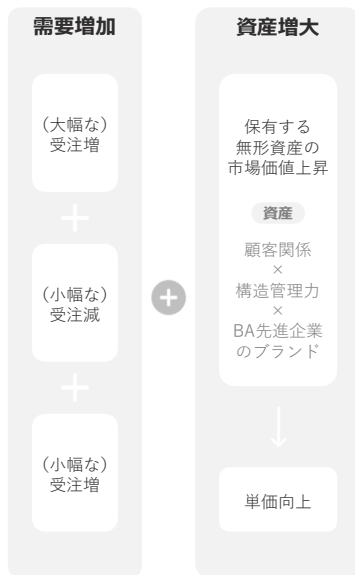 需要増加
（大幅な）
受注増
＋
（小幅な）
受注減
＋
（小幅な）
受注増
＋
資産増大
保有する
無形資産の
市場価値上昇
資産
顧客関係
×
構造管理力
×
BA先進企業
のブランド
↓
単価向上